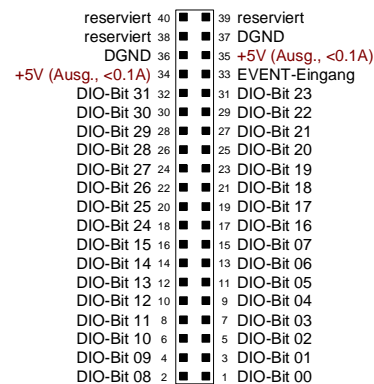 reserviert 40 39 reserviert
reserviert 38 37 DGND
DGND 36 35 +5V (Ausg., <0.1A)
+5V (Ausg., <0.1A) 34 33 EVENT-Eingang
DIO-Bit 31 32 31 DIO-Bit 23
DIO-Bit 30 30 29 DIO-Bit 22
DIO-Bit 29 28 27 DIO-Bit 21
DIO-Bit 28 26 25 DIO-Bit 20
DIO-Bit 27 24 23 DIO-Bit 19
DIO-Bit 26 22 21 DIO-Bit 18
DIO-Bit 25 20 19 DIO-Bit 17
DIO-Bit 24 18 17 DIO-Bit 16
DIO-Bit 15 16 15 DIO-Bit 07
DIO-Bit 14 14 13 DIO-Bit 06
DIO-Bit 13 12 11 DIO-Bit 05
DIO-Bit 12 10 9 DIO-Bit 04
DIO-Bit 11 8 7 DIO-Bit 03
DIO-Bit 10 6 5 DIO-Bit 02
DIO-Bit 09 4 3 DIO-Bit 01
DIO-Bit 08 2 1 DIO-Bit 00